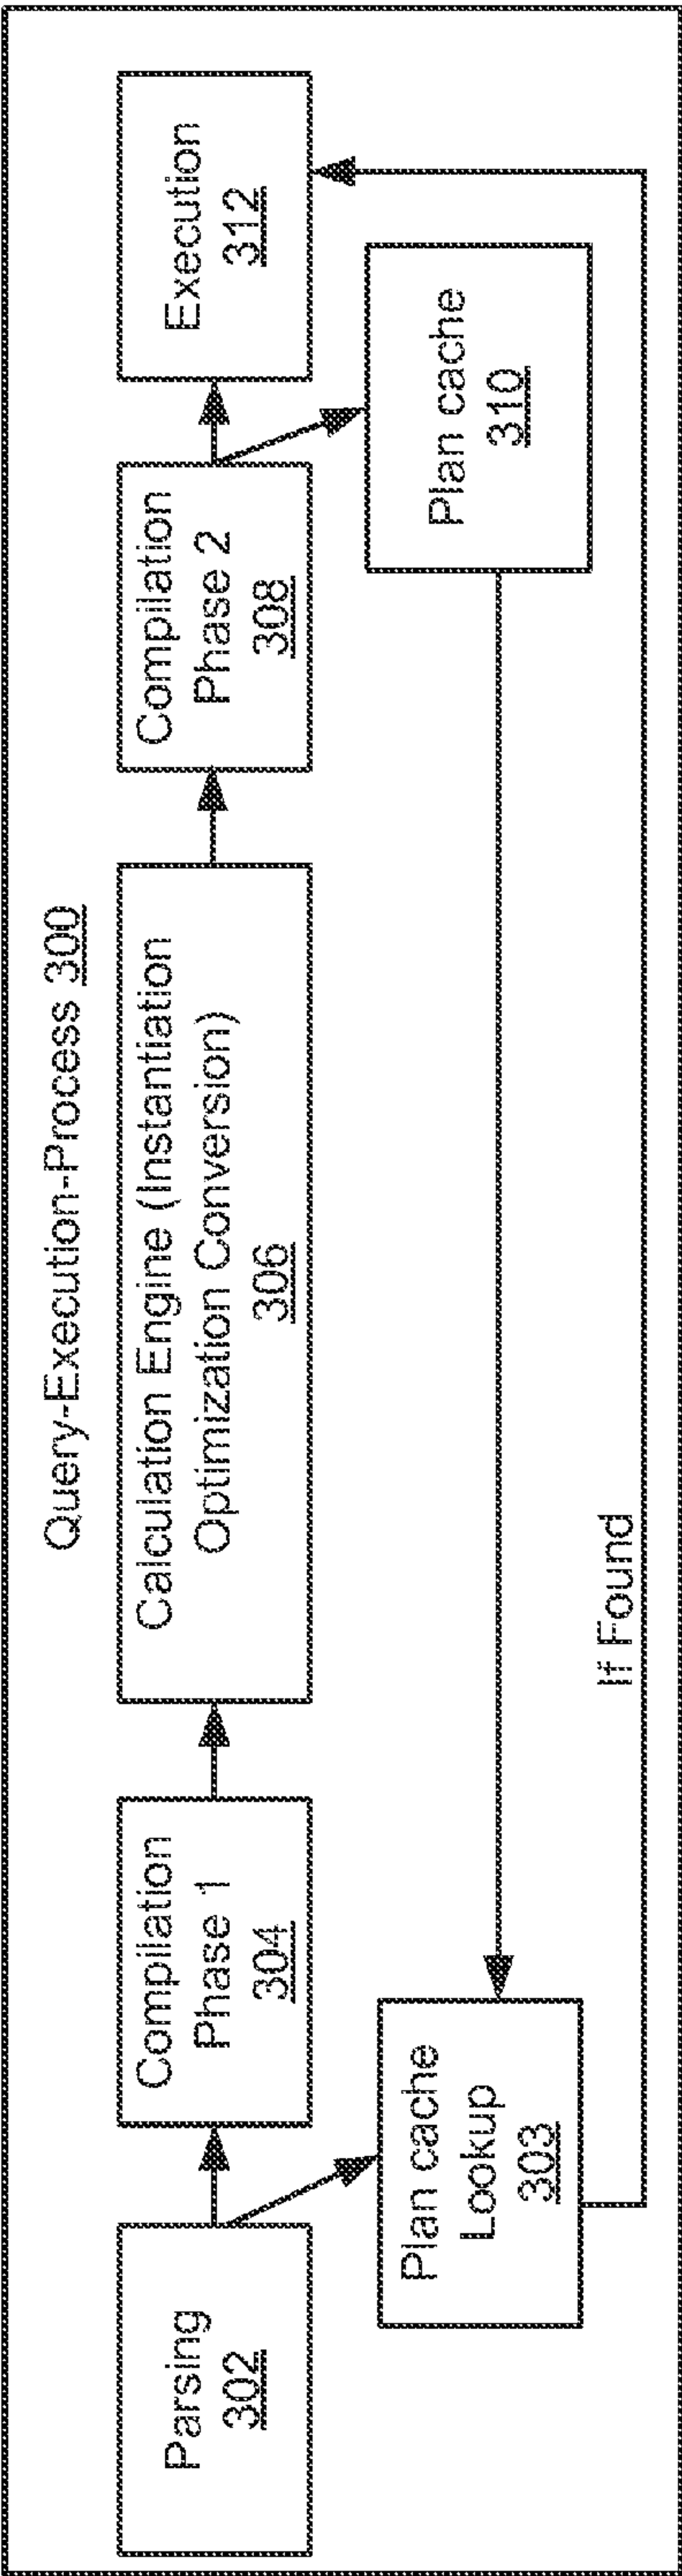 Query-Execution-Process 300
Parsing
302
Compilation
Phase 1
304
Calculation Engine (Instantiation
Optimization Conversion)
306
Compilation
Phase 2
308
Execution
312
Plan cache
Lookup
303
Plan cache
310
If Found